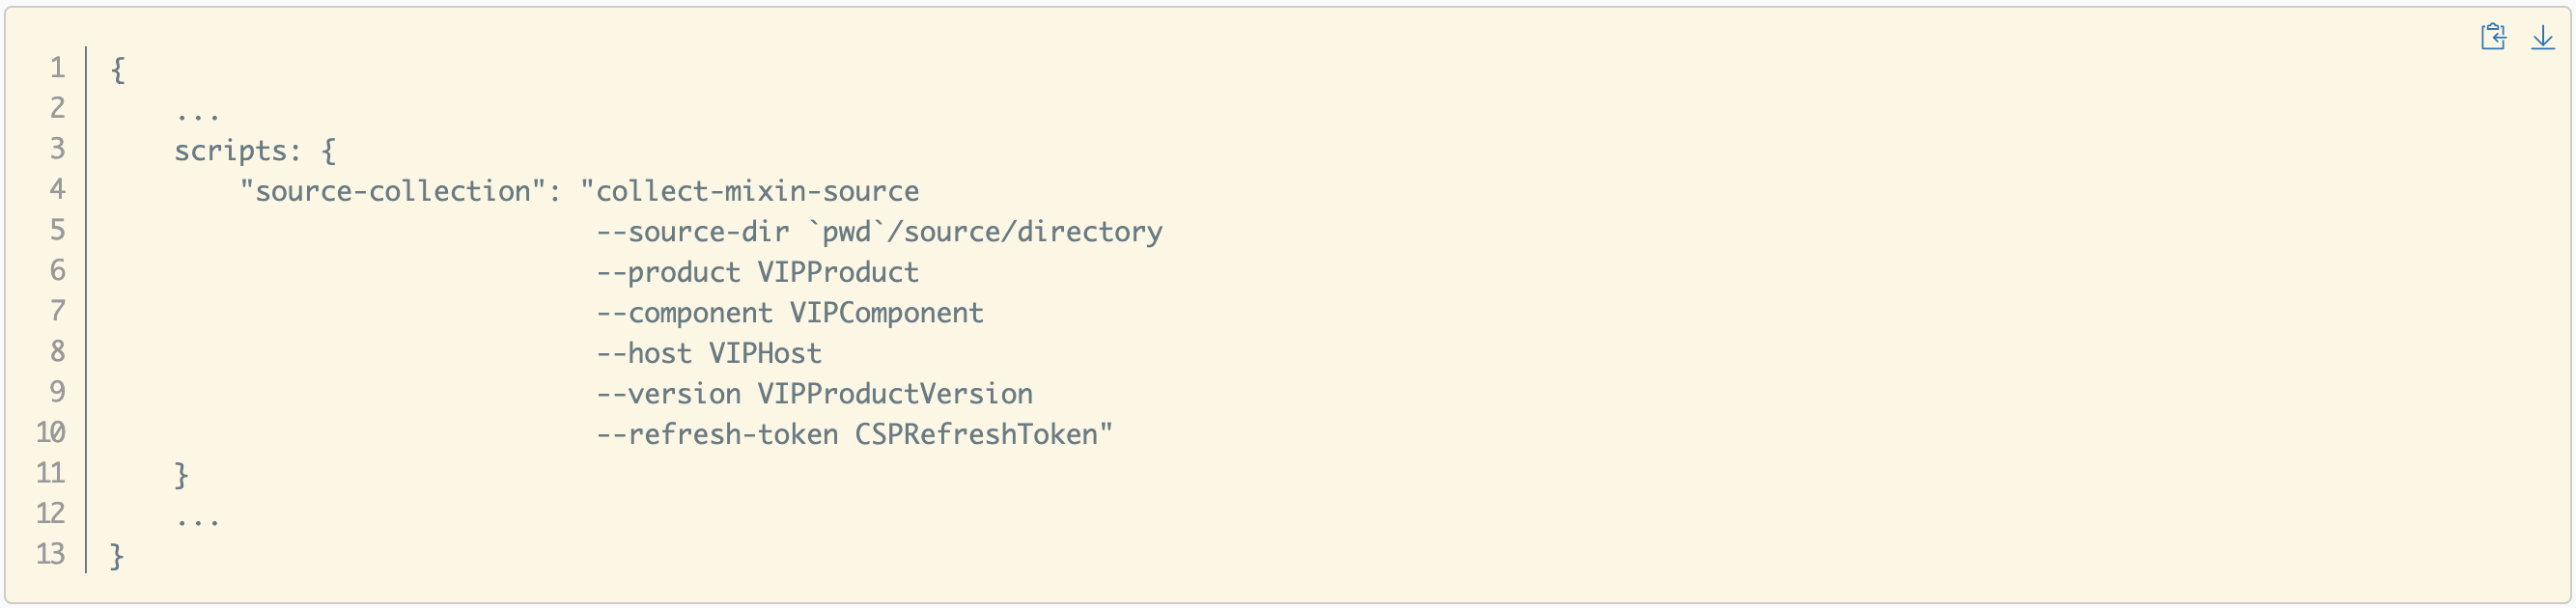 1 {
2     ...
3     scripts: {
4         "source-collection": "collect-mixin-source
5                               --source-dir `pwd`/source/directory
6                               --product VIPProduct
7                               --component VIPComponent
8                               --host VIPHost
9                               --version VIPProductVersion
10                               --refresh-token CSPRefreshToken"
11     }
12     ...
13 }